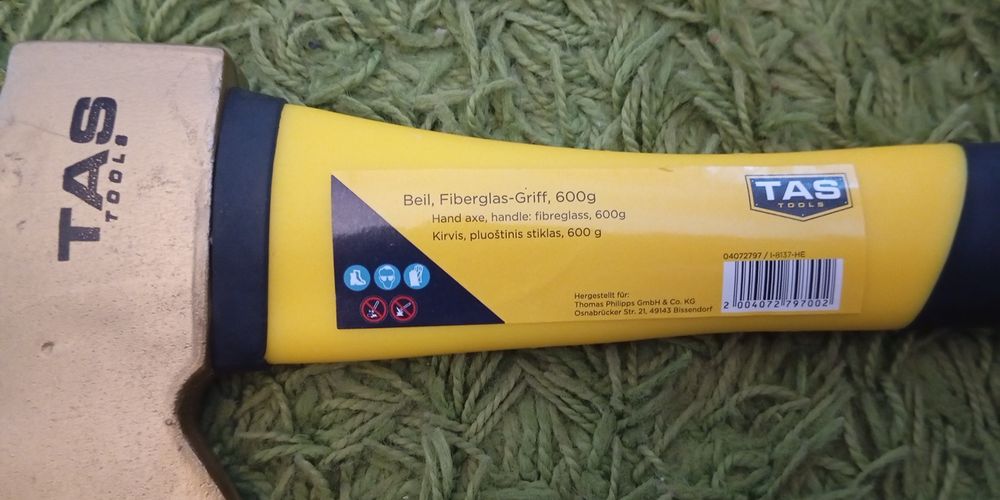 TAS
TOOLS
Beil, Fiberglas-Griff, 600g
Hand axe, handle: fibreglass, 600g
Kirvis, pluoštinis stiklas, 600 g
TAS
TOOLS
04072797 / I-8137-HE
2 004072 797002
Hergestellt für:
Thomas Philipps GmbH & Co. KG
Osnabrücker Str. 21, 49143 Bissendorf